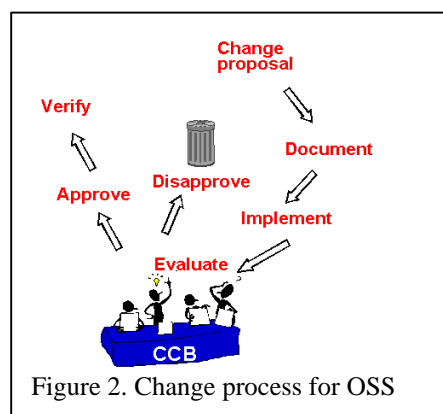 Change
proposal
Verify
Document
Disapprove
Approve
Implement
Evaluate
CCB
Figure 2. Change process for OSS